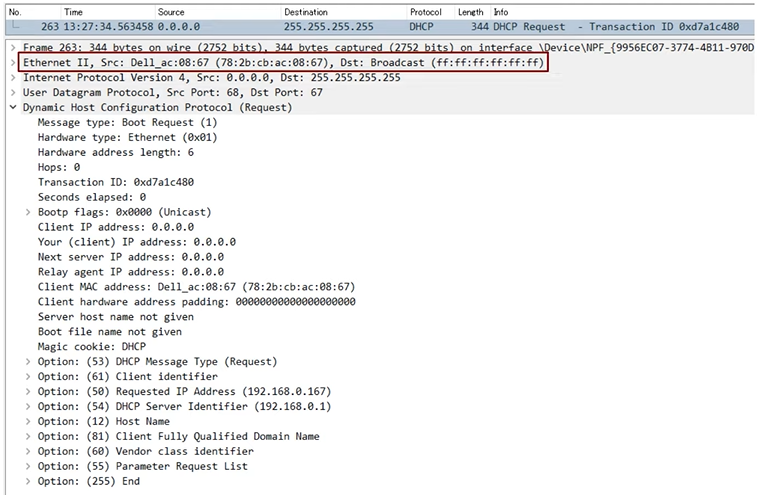 No. Time Source Destination Protocol Length Info
263 13:27:34.563458 0.0.0.0 255.255.255.255 DHCP 344 DHCP Request - Transaction ID 0xd7a1c480
Frame 263: 344 bytes on wire (2752 bits), 344 bytes captured (2752 bits) on interface \Device\NPF_{9956EC07-3774-4B11-970D
Ethernet II, Src: Dell_ac:08:67 (78:2b:cb:ac:08:67), Dst: Broadcast (ff:ff:ff:ff:ff:ff)
Internet Protocol Version 4, Src: 0.0.0.0, Dst: 255.255.255.255
User Datagram Protocol, Src Port: 68, Dst Port: 67
Dynamic Host Configuration Protocol (Request)
Message type: Boot Request (1)
Hardware type: Ethernet (0x01)
Hardware address length: 6
Hops: 0
Transaction ID: 0xd7a1c480
Seconds elapsed: 0
Bootp flags: 0x0000 (Unicast)
Client IP address: 0.0.0.0
Your (client) IP address: 0.0.0.0
Next server IP address: 0.0.0.0
Relay agent IP address: 0.0.0.0
Client MAC address: Dell_ac:08:67 (78:2b:cb:ac:08:67)
Client hardware address padding: 00000000000000000000
Server host name not given
Boot file name not given
Magic cookie: DHCP
Option: (53) DHCP Message Type (Request)
Option: (61) Client identifier
Option: (50) Requested IP Address (192.168.0.167)
Option: (54) DHCP Server Identifier (192.168.0.1)
Option: (12) Host Name
Option: (81) Client Fully Qualified Domain Name
Option: (60) Vendor class identifier
Option: (55) Parameter Request List
Option: (255) End